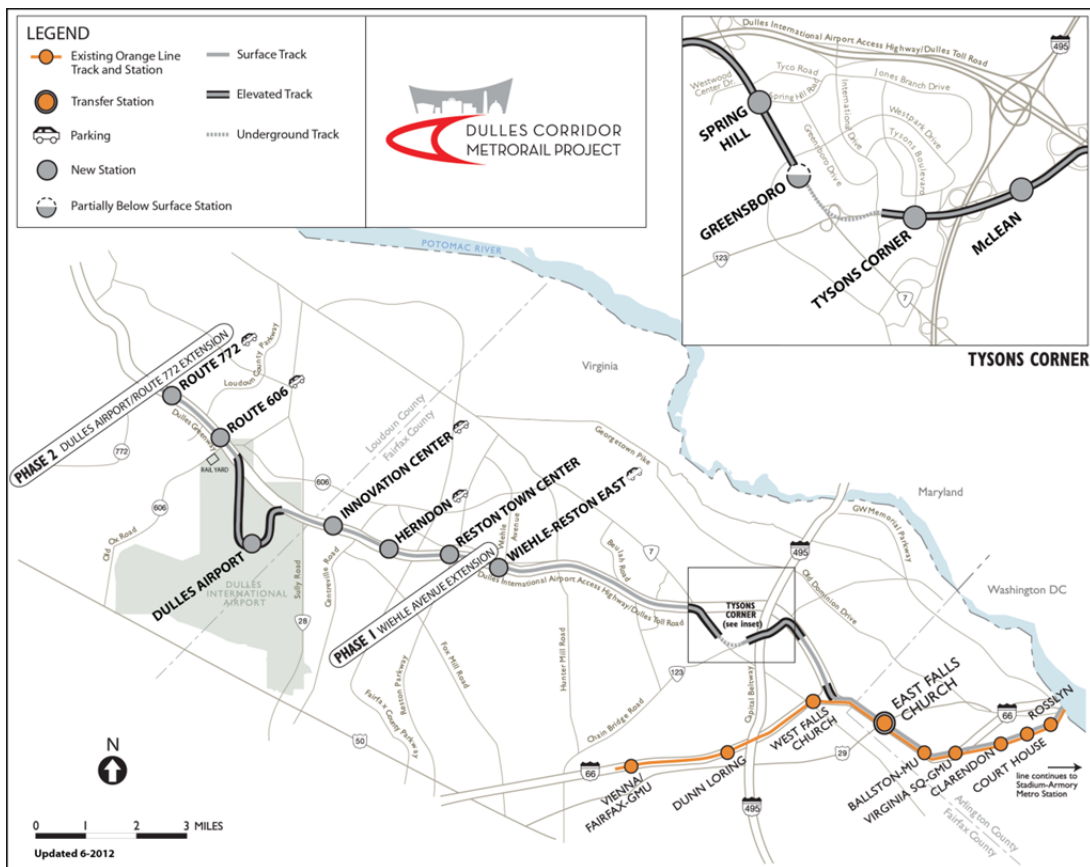 LEGEND
Existing Orange Line
Track and Station
Transfer Station
Parking
New Station
Partially Below Surface Station
Surface Track
Elevated Track
Underground Track
DULLES CORRIDOR
METRORAIL PROJECT
Dulles International Airport Access Highway/Dulles Toll Road
495
Westwood
Center Dr
Tyco Road
Spring Hill Road
Jones Branch Drive
International Drive
Westpark Drive
Tysons Boulevard
Greensboro Drive
SPRING
HILL
GREENSBORO
TYSONS CORNER
McLEAN
123
7
TYSONS CORNER
POTOMAC RIVER
Virginia
Maryland
Washington DC
PHASE 2 DULLES AIRPORT/ROUTE 772 EXTENSION
ROUTE 772
Loudoun County Parkway
ROUTE 606
Dulles Greenway
772
RAIL YARD
606
606
Old Ox Road
Loudoun County
Fairfax County
INNOVATION CENTER
HERNDON
RESTON TOWN CENTER
Wiehle
Avenue
WIEHLE-RESTON EAST
DULLES AIRPORT
DULLES
INTERNATIONAL
AIRPORT
Sully Road
28
Centreville Road
PHASE 1 WIEHLE AVENUE EXTENSION
Dulles International Airport Access Highway/Dulles Toll Road
Georgetown Pike
Beulah Road
7
495
GW Memorial Parkway
Old Dominion Drive
TYSONS
CORNER
(see inset)
Fairfax County Parkway
Reston Parkway
Fox Mill Road
Hunter Mill Road
Chain Bridge Road
123
Capital Beltway
50
66
VIENNA/
FAIRFAX-GMU
DUNN LORING
WEST FALLS
CHURCH
495
29
EAST FALLS
CHURCH
BALLSTON-MU
VIRGINIA SQ-GMU
CLARENDON
COURT HOUSE
ROSSLYN
66
line continues to
Stadium-Armory
Metro Station
Arlington County
Fairfax County
N
0 1 2 3 MILES
Updated 6-2012